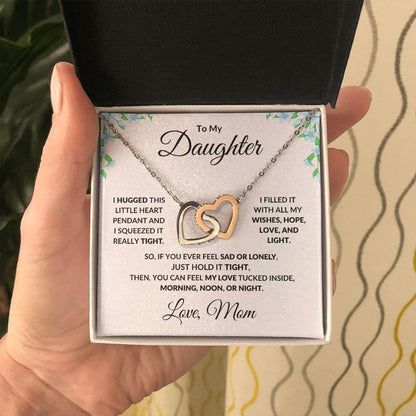 To My
Daughter
I HUGGED THIS
LITTLE HEART
PENDANT AND
I SQUEEZED IT
REALLY TIGHT.
I FILLED IT
WITH ALL MY
WISHES, HOPE,
LOVE, AND
LIGHT.
SO, IF YOU EVER FEEL SAD OR LONELY,
JUST HOLD IT TIGHT,
THEN, YOU CAN FEEL MY LOVE TUCKED INSIDE,
MORNING, NOON, OR NIGHT.
Love, Mom